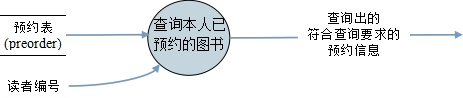 预约表
(preorder)
读者编号
查询本人已
预约的图书
查询出的
符合查询要求的
预约信息